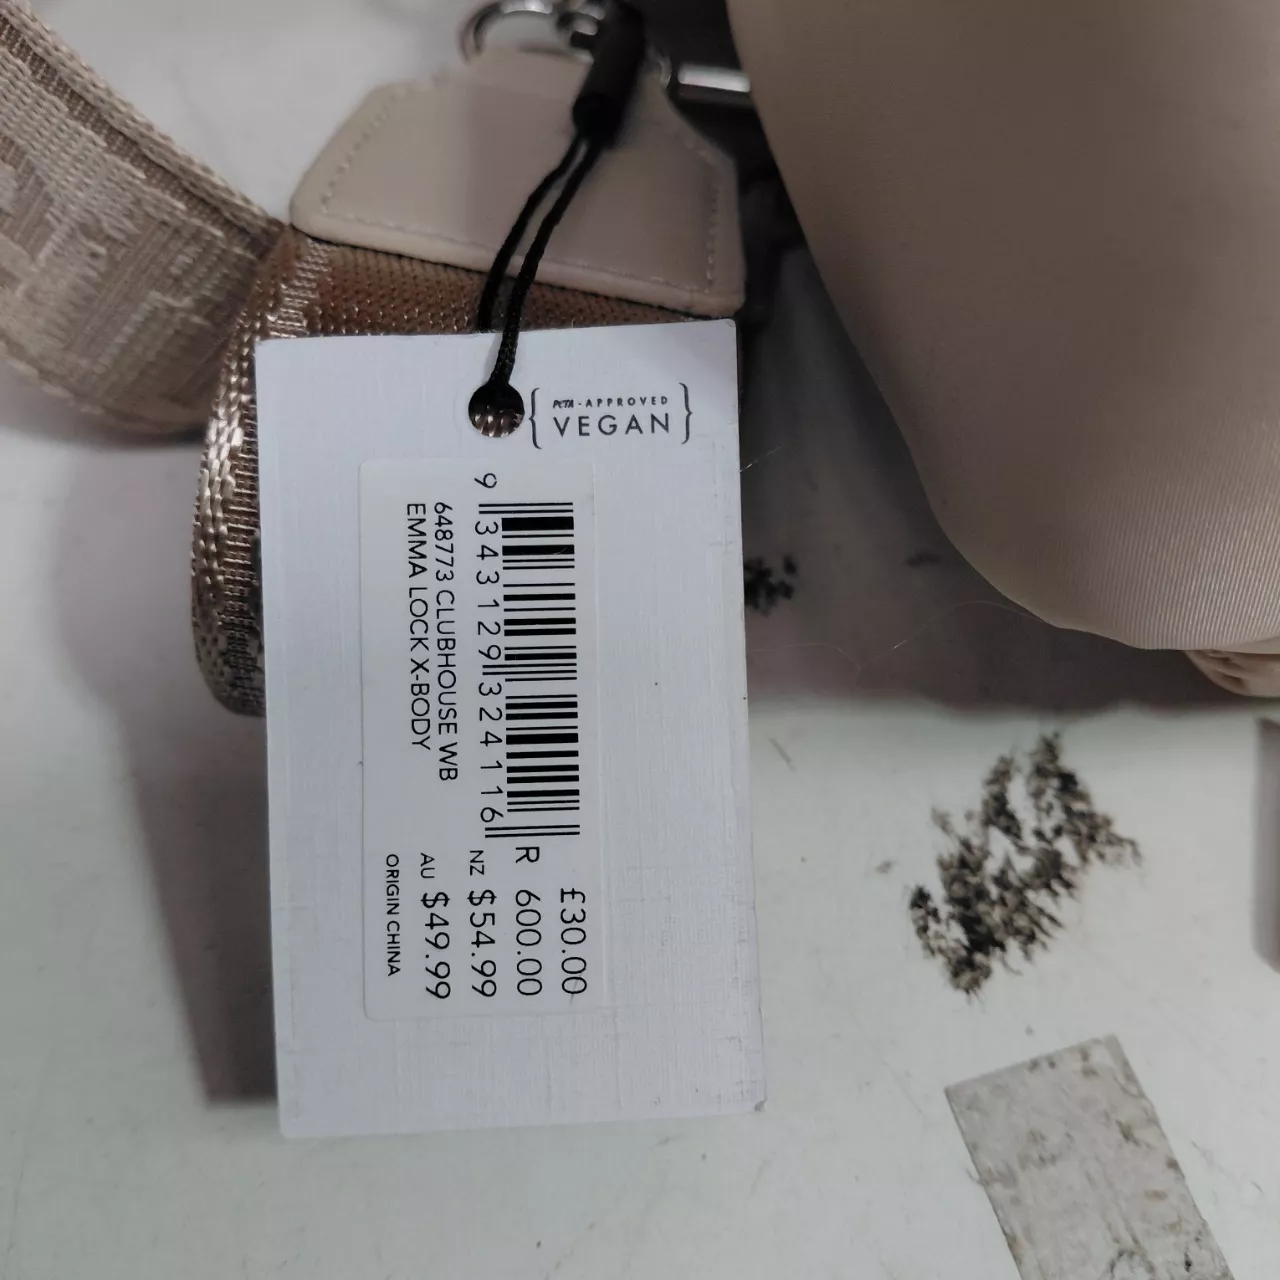 PETA-APPROVED
VEGAN
£30.00
R 600.00
9 343129 324116
NZ $54.99
648773 CLUBHOUSE WB
AU $49.99
EMMA LOCK X-BODY
ORIGIN CHINA